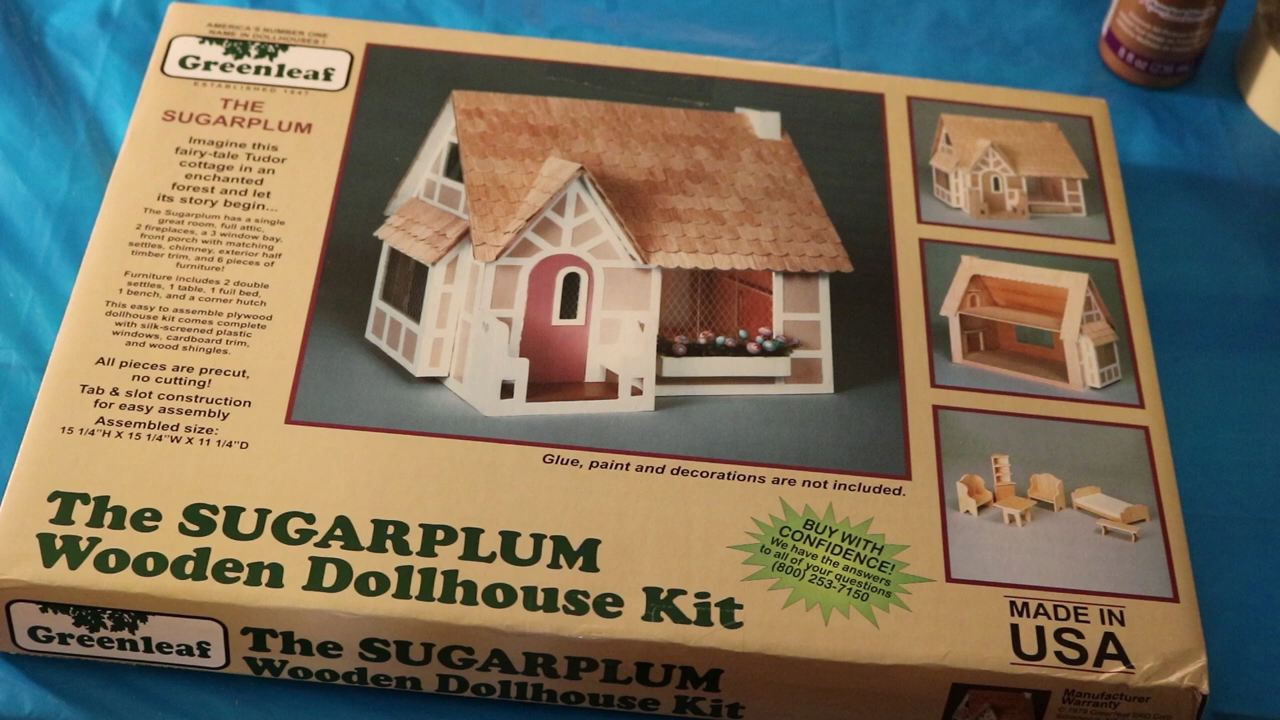 AMERICA'S NUMBER ONE
NAME IN DOLLHOUSES!
Greenleaf
ESTABLISHED 1947
THE
SUGARPLUM
Imagine this
fairy-tale Tudor
cottage in an
enchanted
forest and let
its story begin...
The Sugarplum has a single
great room, full attic,
2 fireplaces, a 3 window bay,
front porch with matching
settles, chimney, exterior half
timber trim, and 6 pieces of
furniture!
Furniture includes 2 double
settles, 1 table, 1 full bed,
1 bench, and a corner hutch
This easy to assemble plywood
dollhouse kit comes complete
with silk-screened plastic
windows, cardboard trim,
and wood shingles.
All pieces are precut,
no cutting!
Tab & slot construction
for easy assembly
Assembled size:
15 1/4"H X 15 1/4"W X 11 1/4"D
Glue, paint and decorations are not included.
The SUGARPLUM
Wooden Dollhouse Kit
BUY WITH
CONFIDENCE!
We have the answers
to all of your questions
(800) 253-7150
MADE IN
USA
Greenleaf
The SUGARPLUM
Wooden Dollhouse Kit
Manufacturer
Warranty